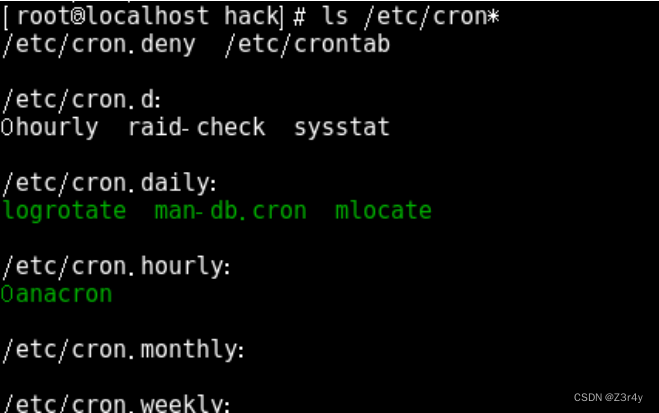 [root@localhost hack]# ls /etc/cron*
/etc/cron.deny  /etc/crontab

/etc/cron.d:
0hourly  raid-check  sysstat

/etc/cron.daily:
logrotate  man-db.cron  mlocate

/etc/cron.hourly:
0anacron

/etc/cron.monthly:

/etc/cron.weekly:
CSDN @Z3r4y